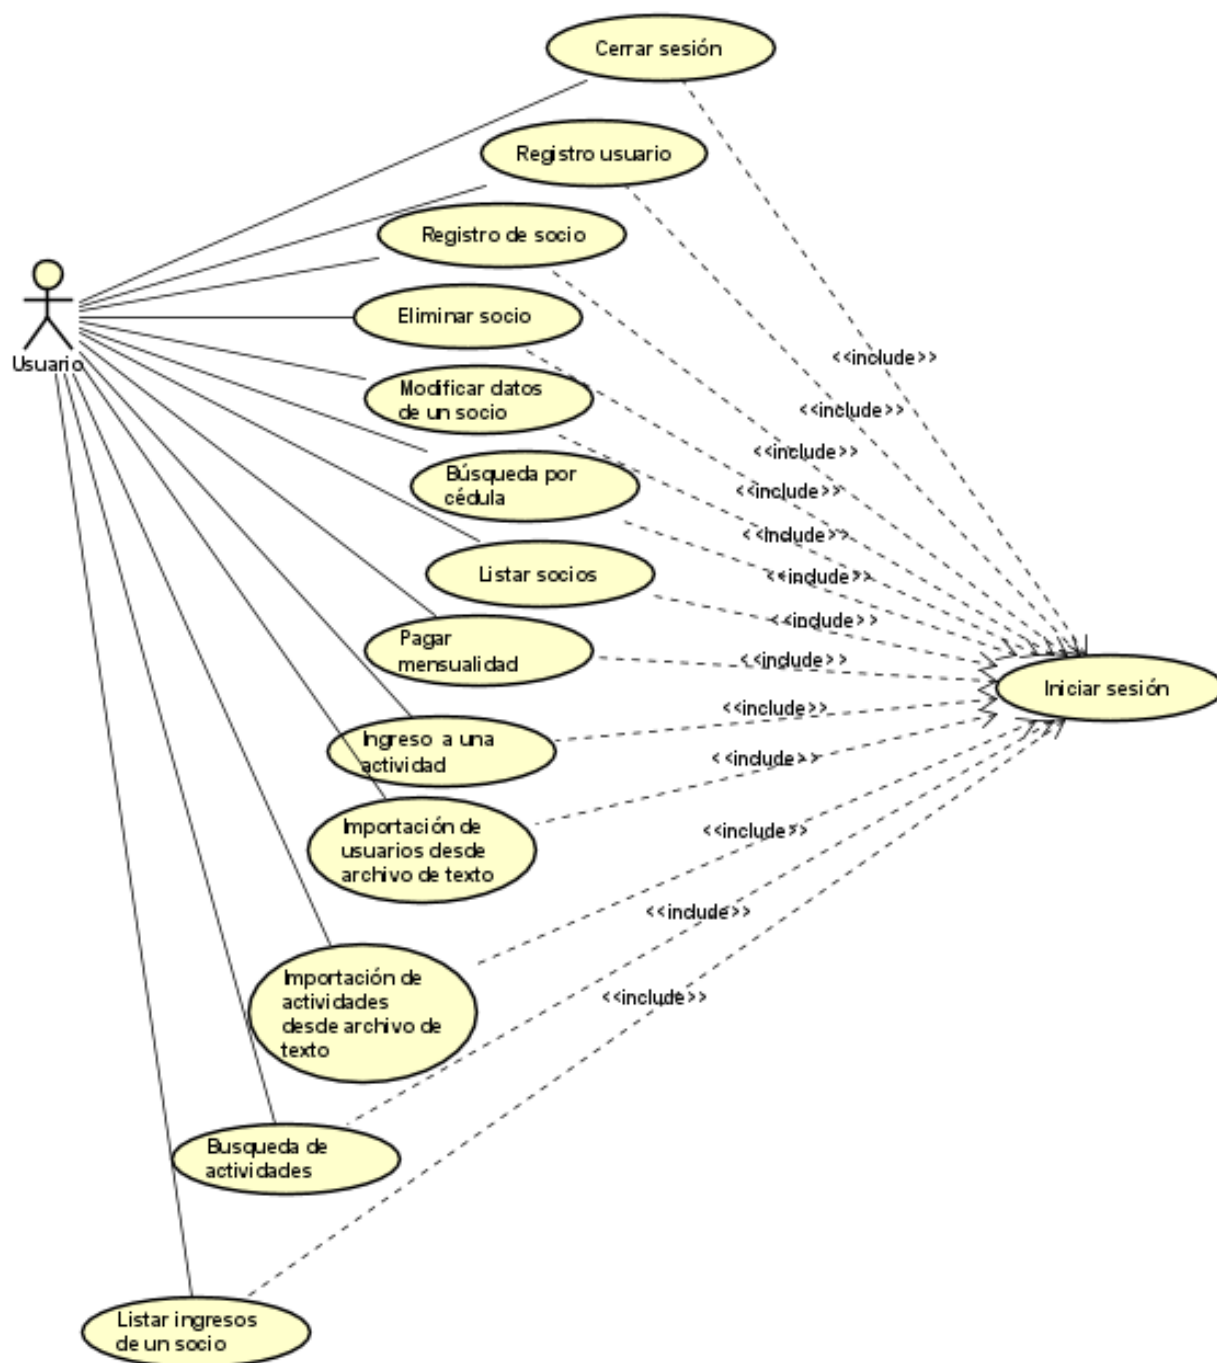 Cerrar sesión
Registro usuario
Registro de socio
Usuario
Eliminar socio
<<include>>
Modificar datos
de un socio
<<include>>
<<include>>
Búsqueda por
cédula
<<include>>
<<include>>
Listar socios
<<include>>
<<include>>
Pagar
mensualidad
<<include>>
Iniciar sesión
<<include>>
Ingreso a una
actividad
<<include>>
Importación de
usuarios desde
archivo de texto
<<include>>
<<include>>
Importación de
actividades
desde archivo de
texto
<<include>>
Busqueda de
actividades
Listar ingresos
de un socio